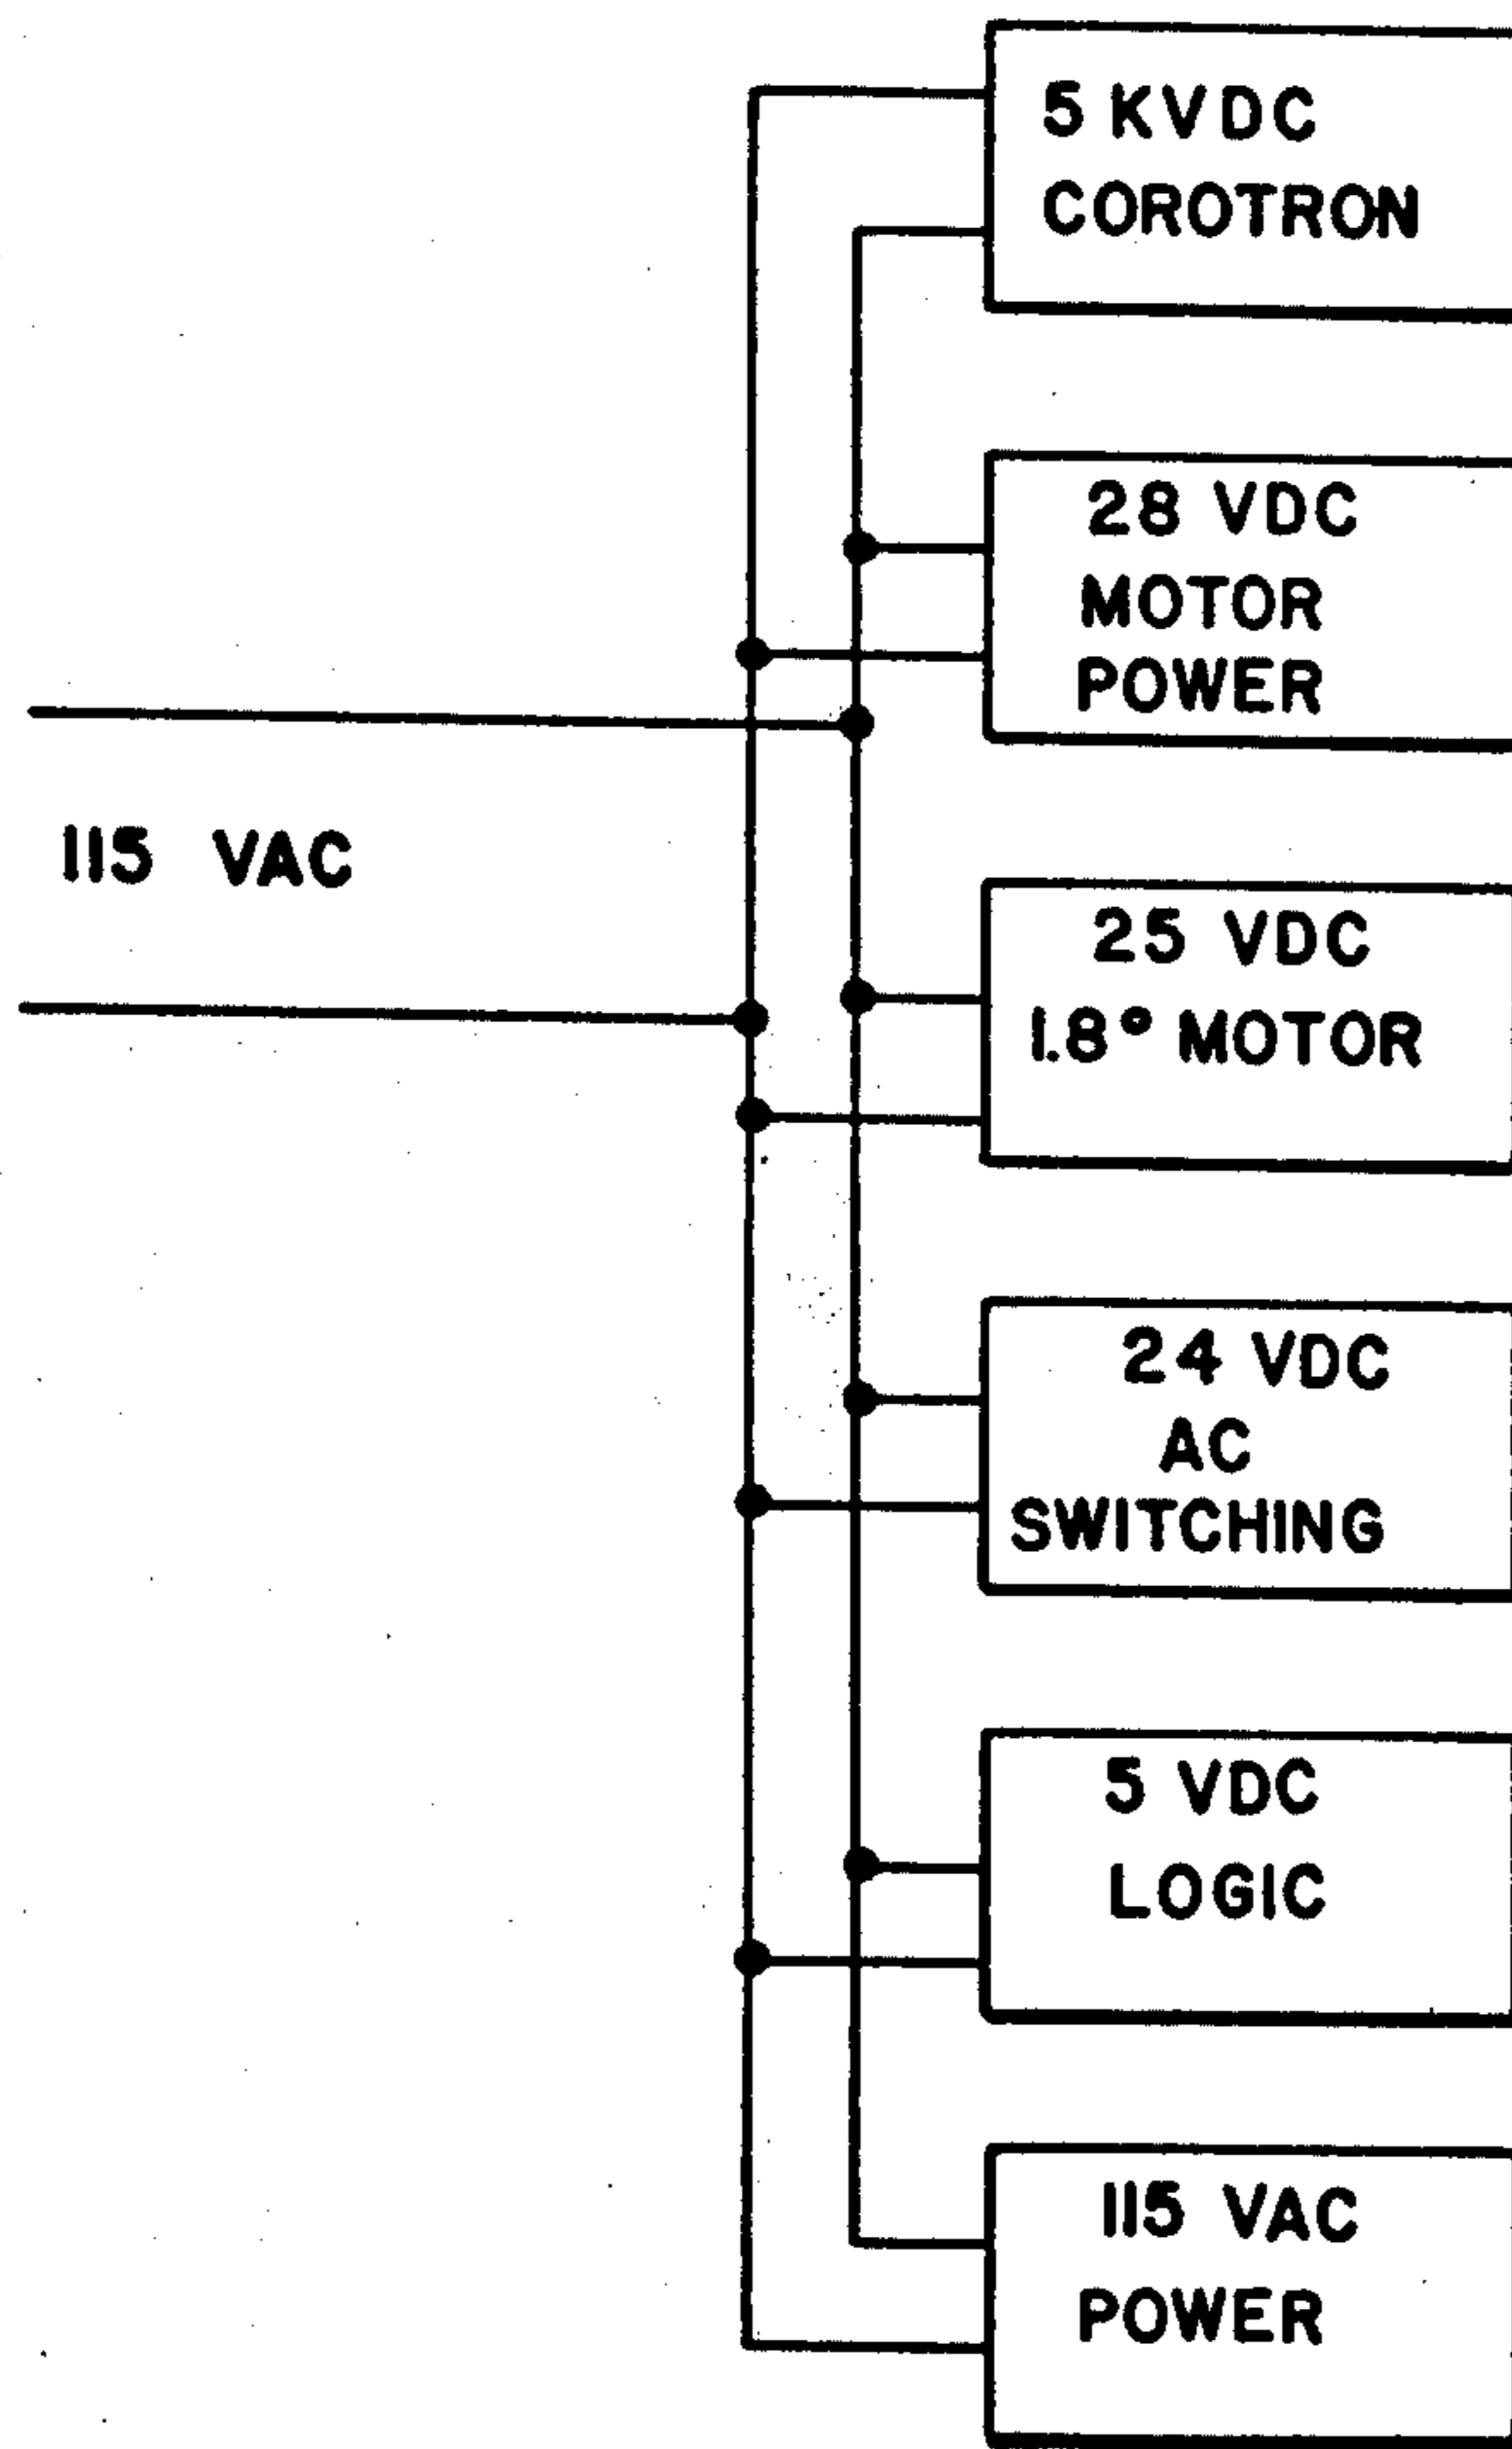 5 KVDC
COROTRON
28 VDC
MOTOR
POWER
115 VAC
25 VDC
1.8° MOTOR
24 VDC
AC
SWITCHING
5 VDC
LOGIC
115 VAC
POWER